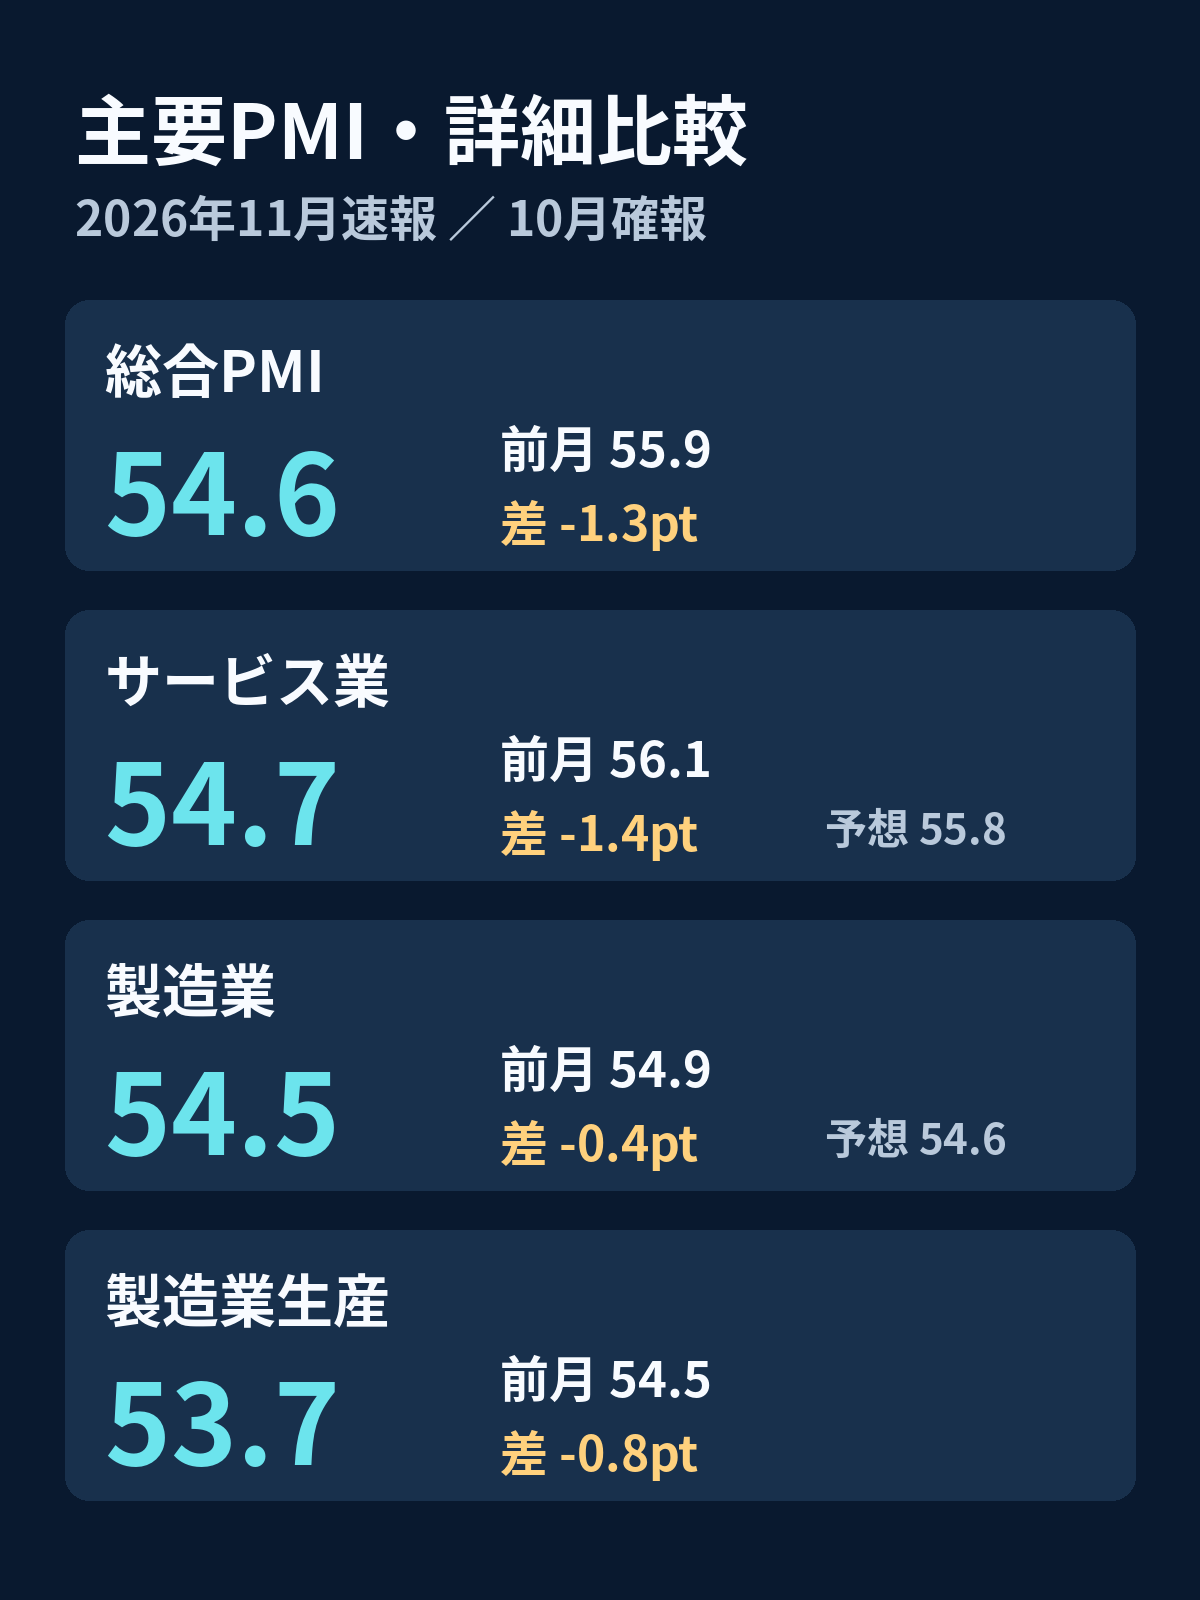 主要PMI・詳細比較
2026年11月速報 ／ 10月確報
総合PMI
54.6
前月 55.9
差 -1.3pt
サービス業
54.7
前月 56.1
差 -1.4pt
予想 55.8
製造業
54.5
前月 54.9
差 -0.4pt
予想 54.6
製造業生産
53.7
前月 54.5
差 -0.8pt